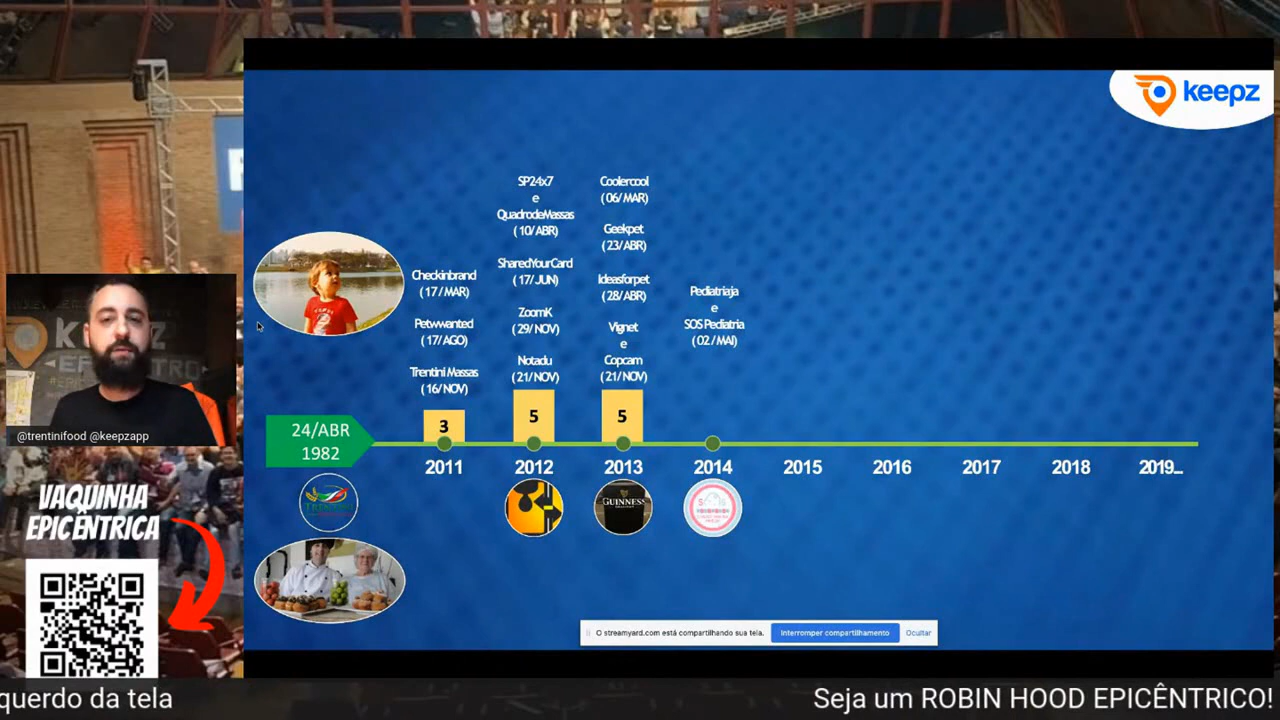 keepz
SP24x7
e
QuadrodeMassas
(10/ABR)
SharedYourCard
(17/JUN)
ZoomK
(29/NOV)
Notadu
(21/NOV)
Coolercool
(06/MAR)
Geekpet
(23/ABR)
Ideasforpet
(28/ABR)
Vignet
e
Copcam
(21/NOV)
Checkinbrand
(17/MAR)
Petwwanted
(17/AGO)
Trentini Massas
(16/NOV)
Pediatriaja
e
SOS Pediatria
(02/MAI)
3
5
5
24/ABR
1982
2011
2012
2013
2014
2015
2016
2017
2018
2019...
GUINNESS
@trentinifood @keepzapp
VAQUINHA
EPICÊNTRICA
O streamyard.com está compartilhando sua tela.
Interromper compartilhamento
Ocultar
querdo da tela
Seja um ROBIN HOOD EPICÊNTRICO!